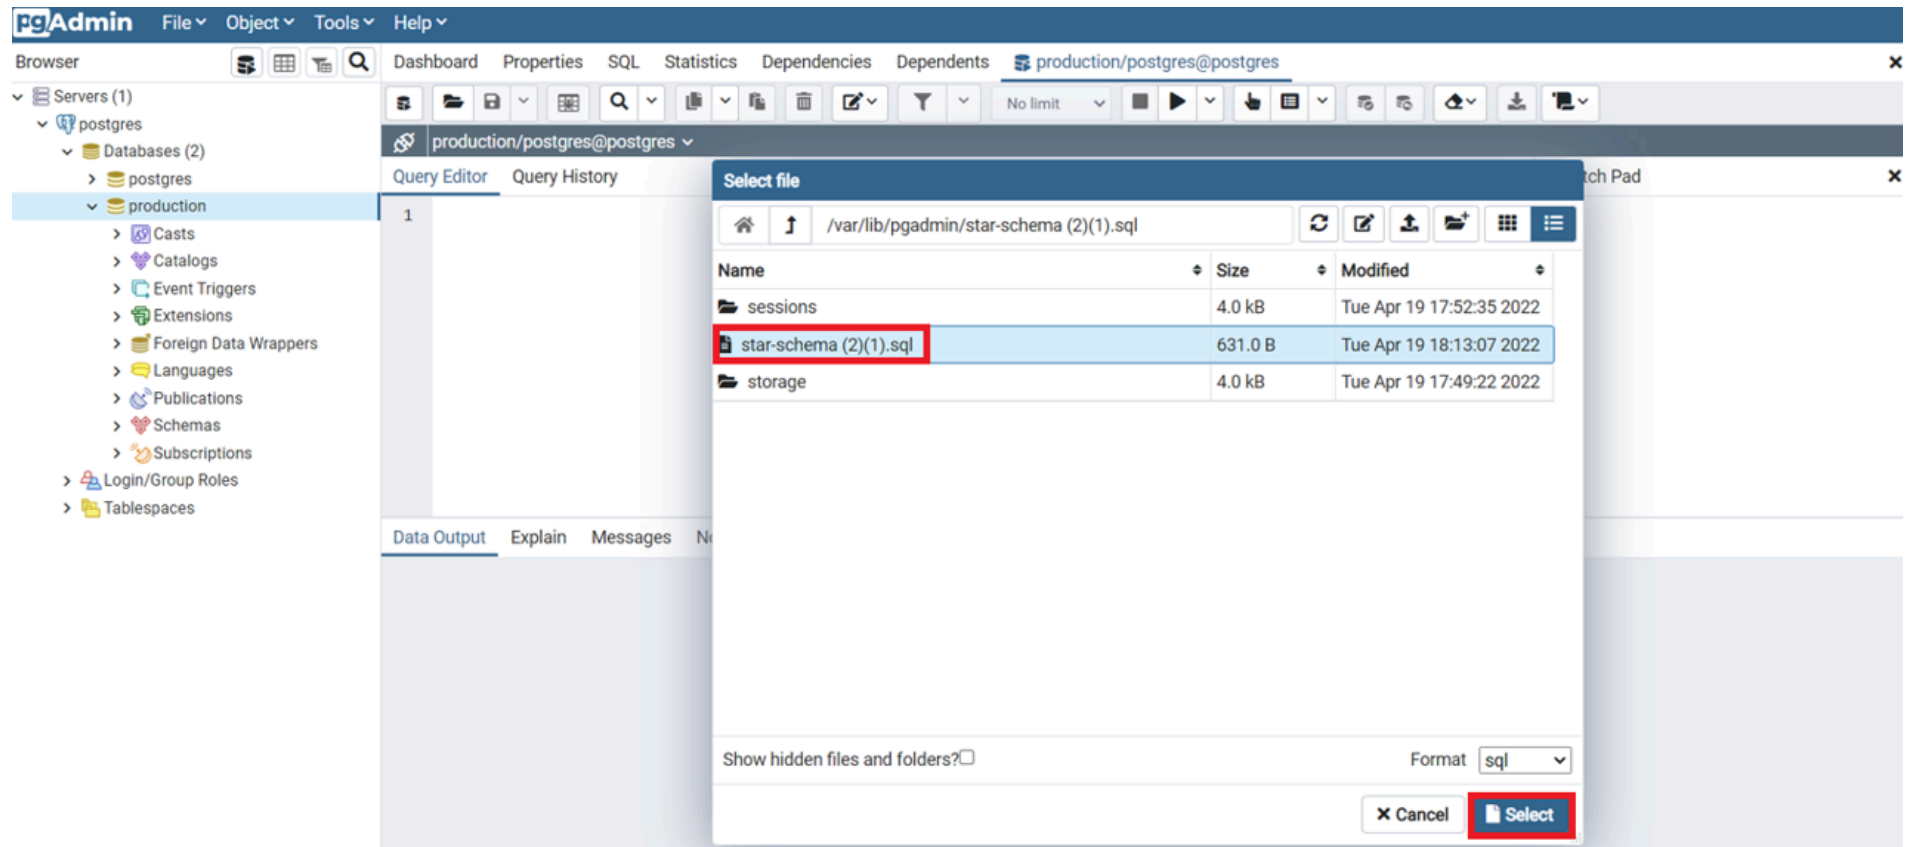 pgAdmin File Object Tools Help
Browser
Dashboard Properties SQL Statistics Dependencies Dependents production/postgres@postgres
Servers (1)
postgres
Databases (2)
postgres
production
Casts
Catalogs
Event Triggers
Extensions
Foreign Data Wrappers
Languages
Publications
Schemas
Subscriptions
Login/Group Roles
Tablespaces
No limit
production/postgres@postgres
Query Editor Query History
tch Pad
1
Data Output Explain Messages
Select file
/var/lib/pgadmin/star-schema (2)(1).sql
Name Size Modified
sessions 4.0 kB Tue Apr 19 17:52:35 2022
star-schema (2)(1).sql 631.0 B Tue Apr 19 18:13:07 2022
storage 4.0 kB Tue Apr 19 17:49:22 2022
Show hidden files and folders? Format sql
Cancel Select